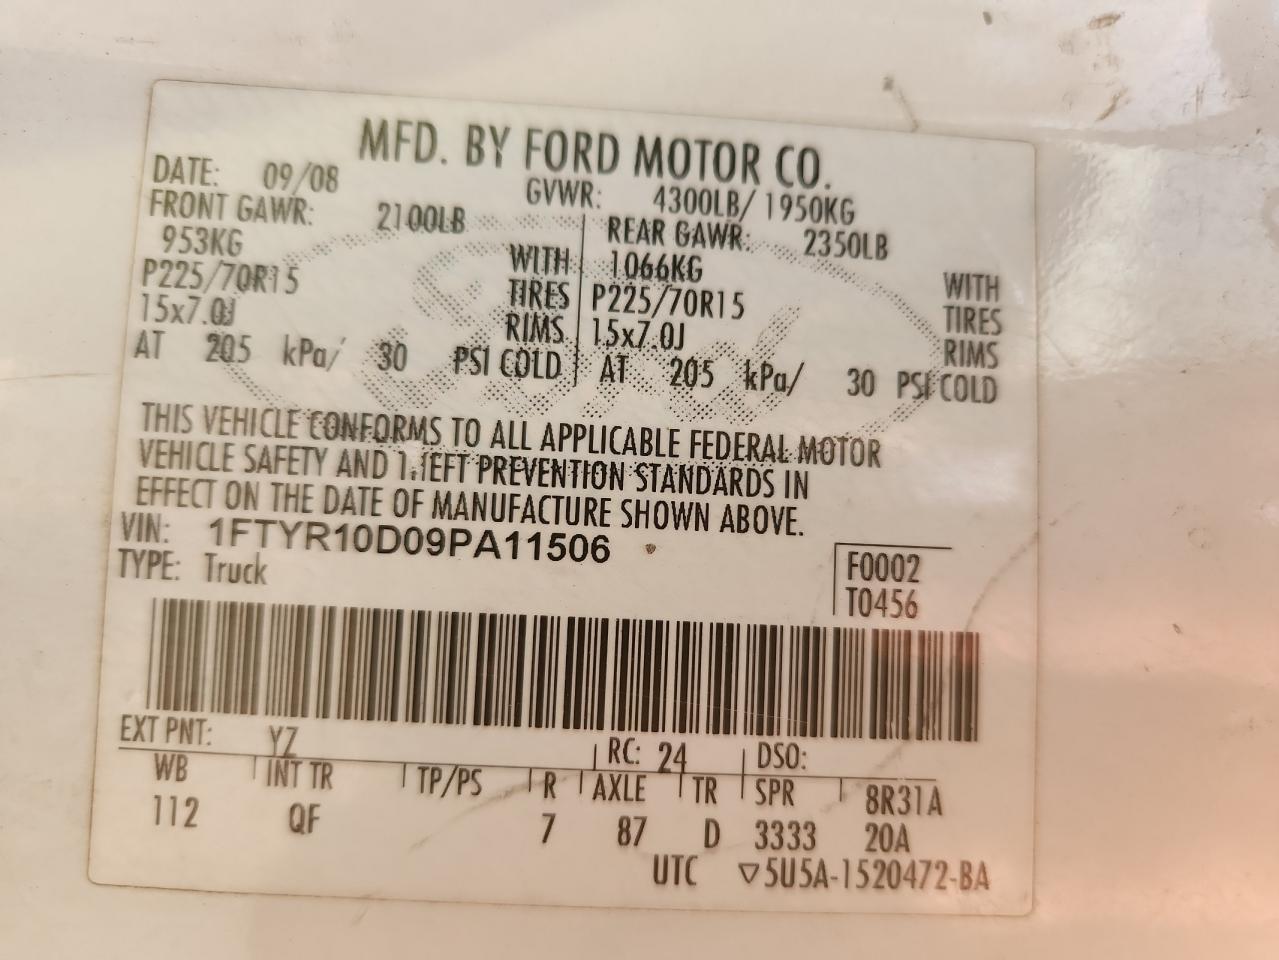 MFD. BY FORD MOTOR CO.
DATE: 09/08 GVWR: 4300LB/ 1950KG
FRONT GAWR: 2100LB REAR GAWR: 2350LB
953KG WITH 1066KG WITH
P225/70R15 TIRES P225/70R15 TIRES
15x7.0J RIMS 15x7.0J RIMS
AT 205 kPa/ 30 PSI COLD AT 205 kPa/ 30 PSI COLD
Ford
THIS VEHICLE CONFORMS TO ALL APPLICABLE FEDERAL MOTOR
VEHICLE SAFETY AND THEFT PREVENTION STANDARDS IN
EFFECT ON THE DATE OF MANUFACTURE SHOWN ABOVE.
VIN: 1FTYR10D09PA11506
TYPE: Truck
F0002
T0456
EXT PNT: YZ RC: 24 DSO:
WB INT TR TP/PS R AXLE TR SPR 8R31A
112 QF 7 87 D 3333 20A
UTC ▽5U5A-1520472-BA